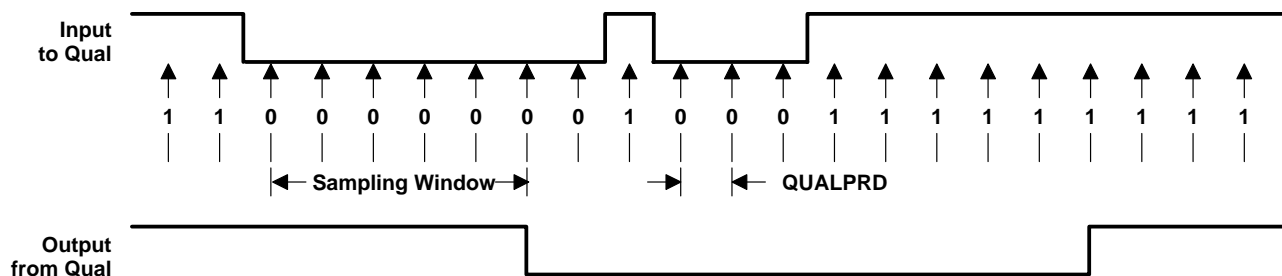 Input
to Qual
1 1 0 0 0 0 0 0 0 1 0 0 0 1 1 1 1 1 1 1 1 1
Sampling Window
QUALPRD
Output
from Qual